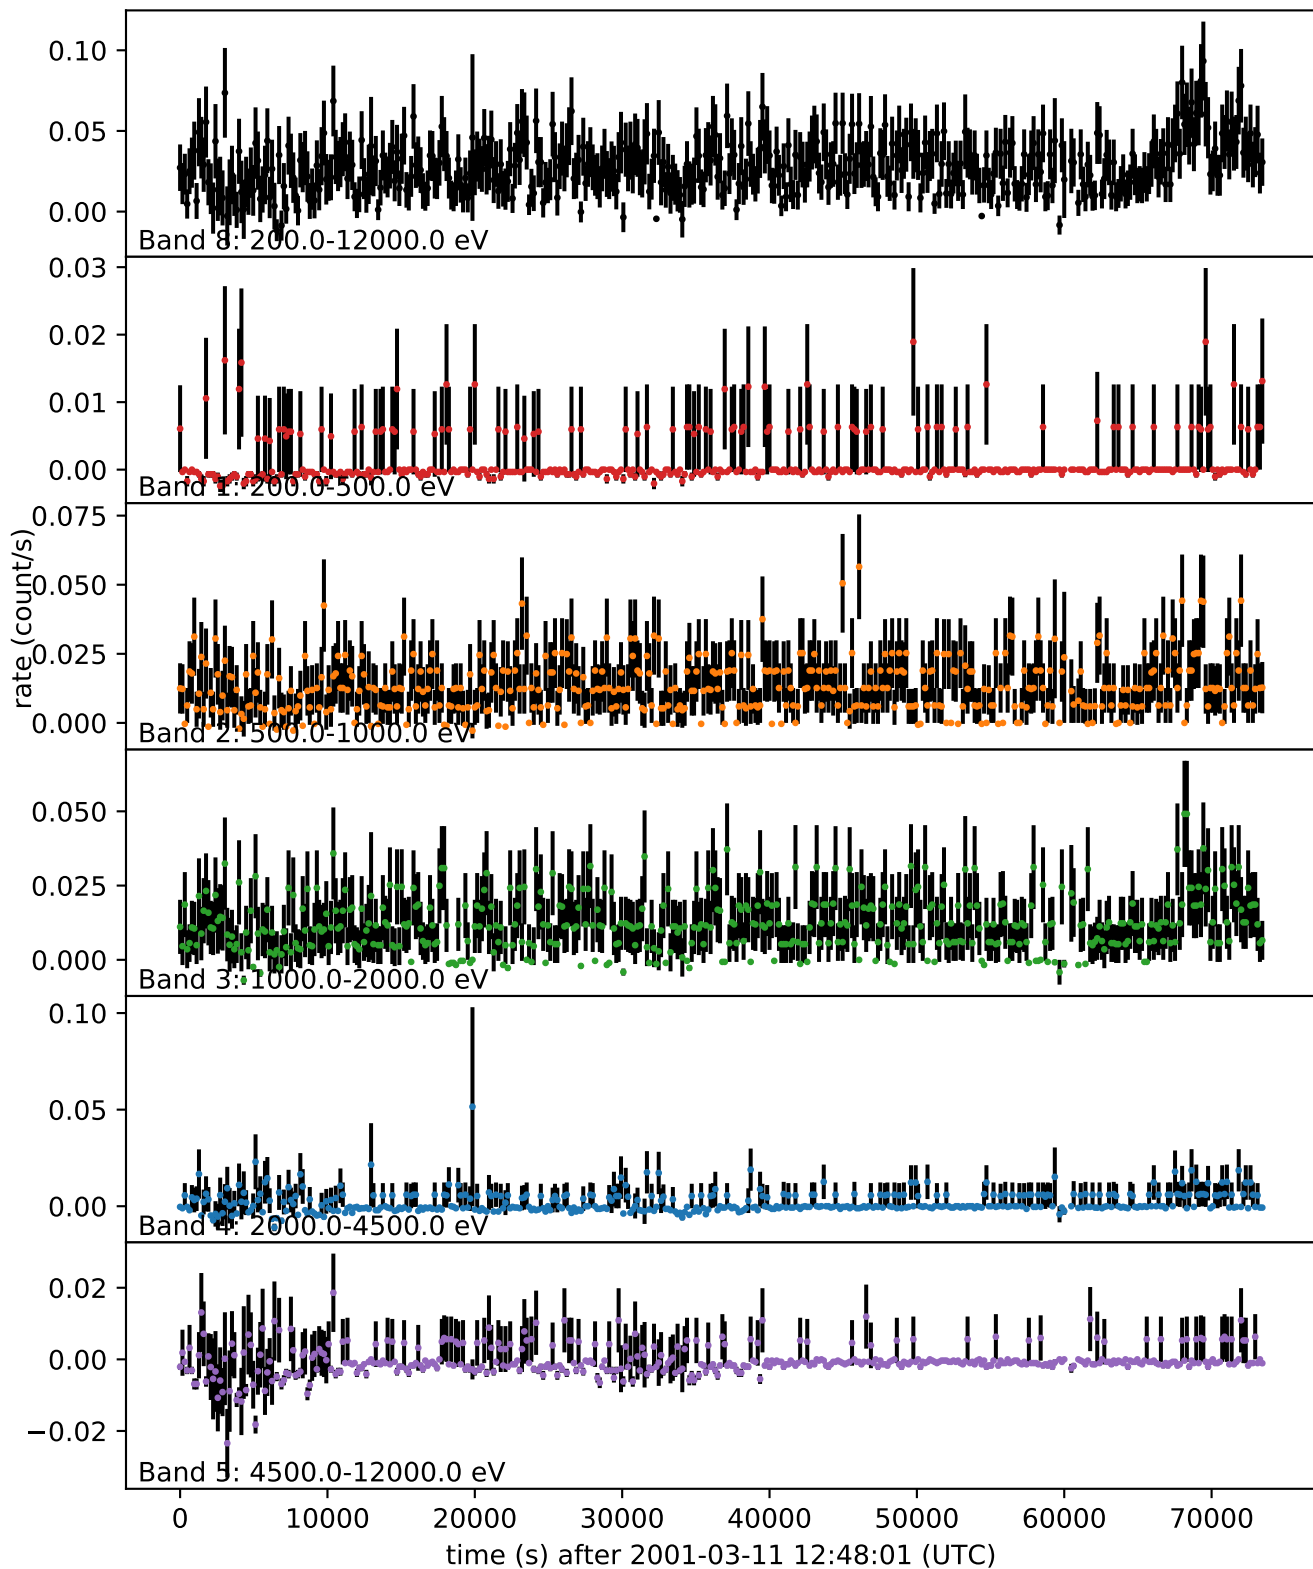 0.10
0.05
0.00
Band 8: 200.0-12000.0 eV
0.03
0.02
0.01
0.00
Band 1: 200.0-500.0 eV
rate (count/s)
0.075
0.050
0.025
0.000
Band 2: 500.0-1000.0 eV
0.050
0.025
0.000
Band 3: 1000.0-2000.0 eV
0.10
0.05
0.00
Band 4: 2000.0-4500.0 eV
0.02
0.00
−0.02
Band 5: 4500.0-12000.0 eV
0 10000 20000 30000 40000 50000 60000 70000
time (s) after 2001-03-11 12:48:01 (UTC)